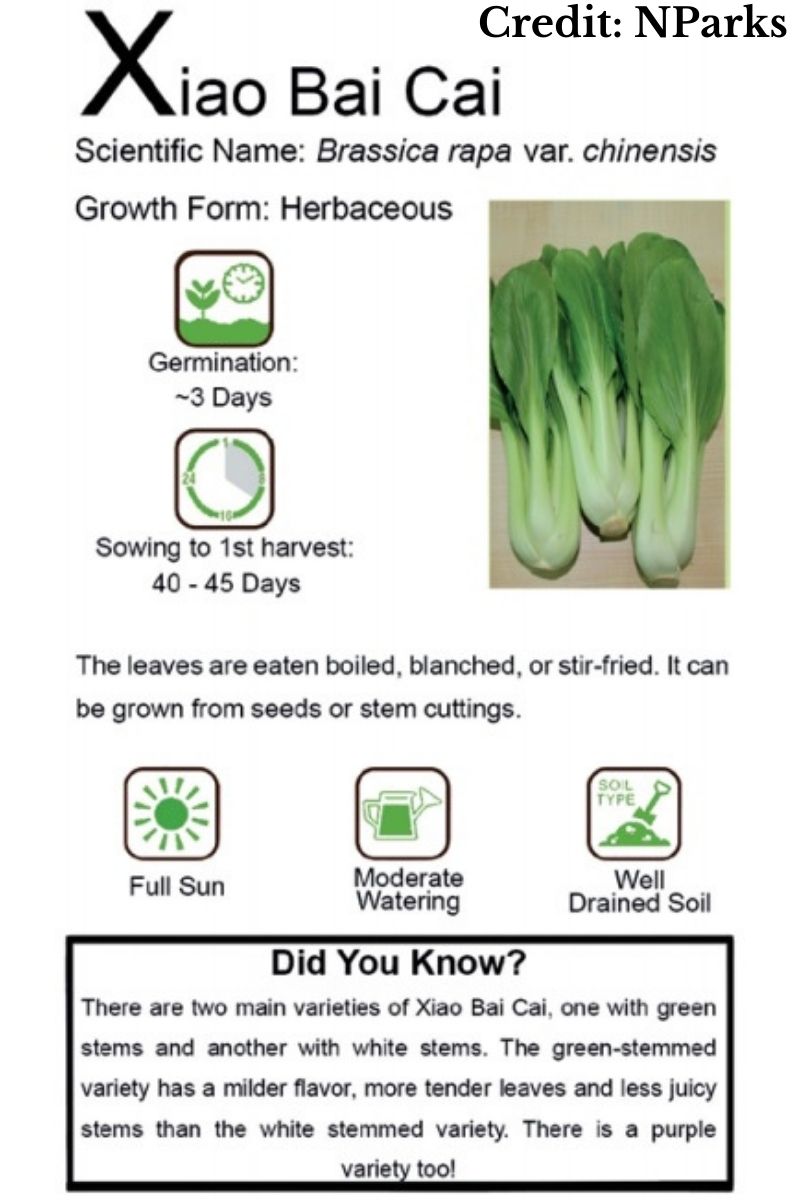 Credit: NParks
Xiao Bai Cai
Scientific Name: Brassica rapa var. chinensis
Growth Form: Herbaceous
Germination:
~3 Days
1
24
8
16
Sowing to 1st harvest:
40 - 45 Days
The leaves are eaten boiled, blanched, or stir-fried. It can
be grown from seeds or stem cuttings.
SOIL
TYPE
Full Sun
Moderate
Watering
Well
Drained Soil
Did You Know?
There are two main varieties of Xiao Bai Cai, one with green
stems and another with white stems. The green-stemmed
variety has a milder flavor, more tender leaves and less juicy
stems than the white stemmed variety. There is a purple
variety too!